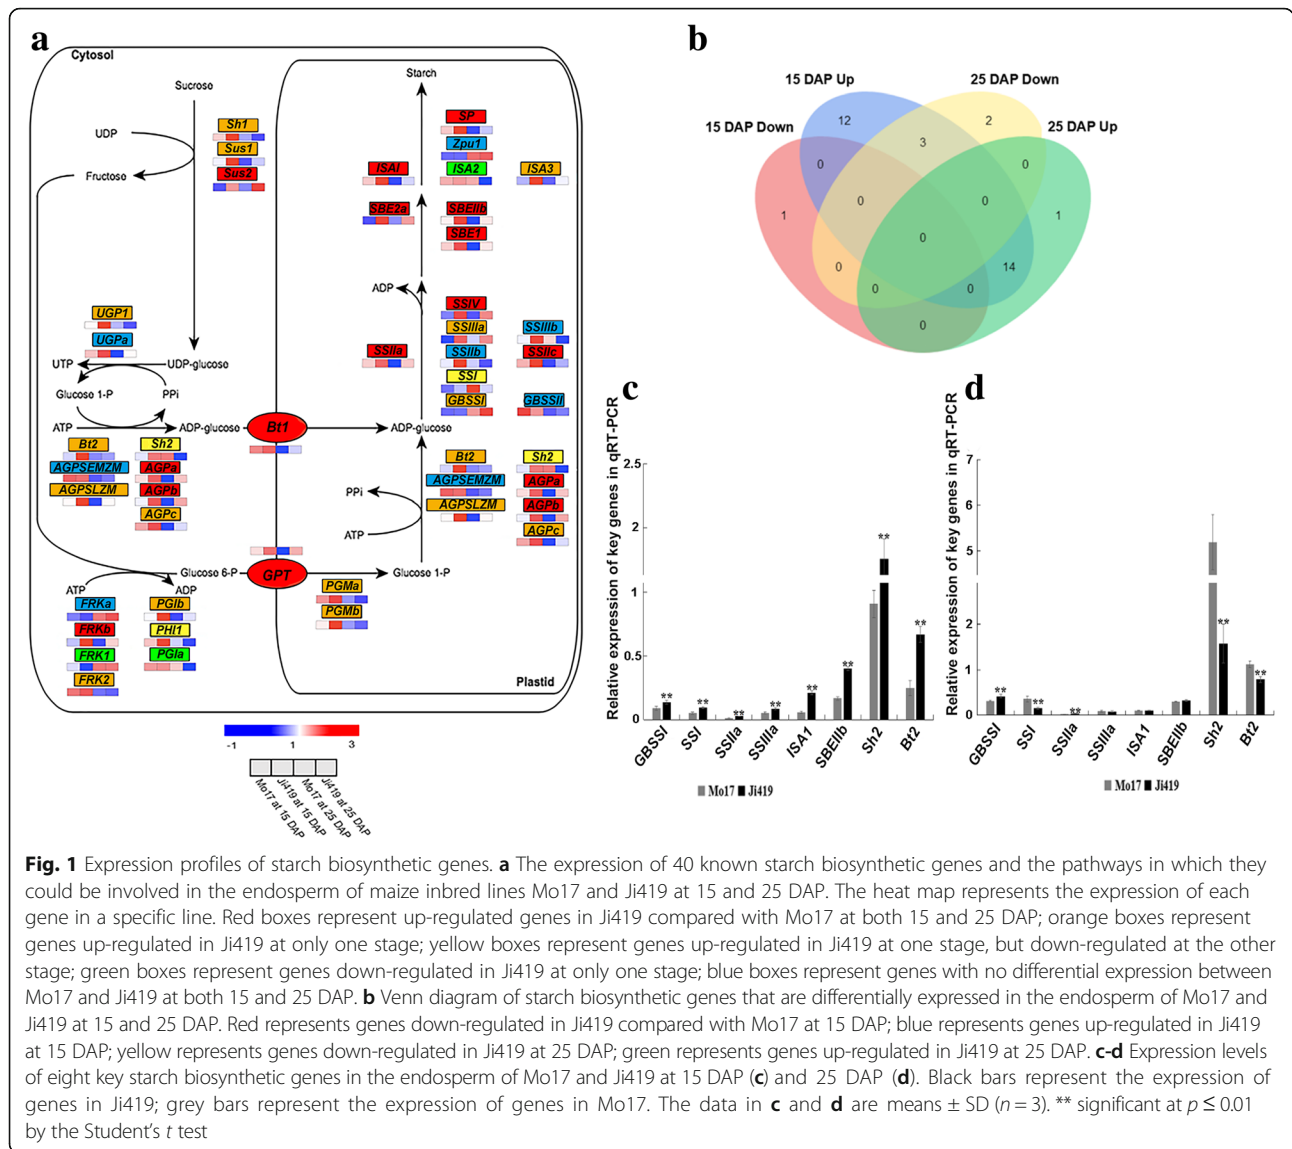 a
Cytosol
Sucrose
UDP
Fructose
Sh1
Sus1
Sus2
UGP1
UGPa
UTP
UDP-glucose
Glucose 1-P
PPi
ATP
ADP-glucose
Bt1
ADP-glucose
Bt2
Sh2
AGPSEMZM
AGPa
AGPSLZM
AGPb
AGPc
Glucose 6-P
GPT
Glucose 1-P
ATP
ADP
FRKa
PGIb
FRKb
PHI1
FRK1
PGIa
FRK2
PGMa
PGMb
Starch
SP
Zpu1
ISAI
ISA2
ISA3
SBE2a
SBEIIb
SBE1
ADP
SSIV
SSIIIa
SSIIIb
SSIIa
SSIIb
SSIIc
SSI
GBSSI
GBSSII
Bt2
Sh2
AGPSEMZM
AGPa
AGPSLZM
AGPb
AGPc
PPi
ATP
Plastid
-1 1 3
Mo17 at 15 DAP
Ji419 at 15 DAP
Mo17 at 25 DAP
Ji419 at 25 DAP
b
15 DAP Up
25 DAP Down
15 DAP Down
25 DAP Up
12
2
3
0
0
1
0
0
1
0
0
14
0
0
0
c
Relative expression of key genes in qRT-PCR
2.5
2
1
0.5
0
**
**
**
**
**
**
**
**
GBSSI
SSI
SSIIa
SSIIIa
ISA1
SBEIIb
Sh2
Bt2
Mo17 Ji419
d
Relative expression of key genes in qRT-PCR
7
6
5
2
1
0
**
**
**
**
**
GBSSI
SSI
SSIIa
SSIIIa
ISA1
SBEIIb
Sh2
Bt2
Mo17 Ji419
Fig. 1 Expression profiles of starch biosynthetic genes. a The expression of 40 known starch biosynthetic genes and the pathways in which they
could be involved in the endosperm of maize inbred lines Mo17 and Ji419 at 15 and 25 DAP. The heat map represents the expression of each
gene in a specific line. Red boxes represent up-regulated genes in Ji419 compared with Mo17 at both 15 and 25 DAP; orange boxes represent
genes up-regulated in Ji419 at only one stage; yellow boxes represent genes up-regulated in Ji419 at one stage, but down-regulated at the other
stage; green boxes represent genes down-regulated in Ji419 at only one stage; blue boxes represent genes with no differential expression between
Mo17 and Ji419 at both 15 and 25 DAP. b Venn diagram of starch biosynthetic genes that are differentially expressed in the endosperm of Mo17 and
Ji419 at 15 and 25 DAP. Red represents genes down-regulated in Ji419 compared with Mo17 at 15 DAP; blue represents genes up-regulated in Ji419
at 15 DAP; yellow represents genes down-regulated in Ji419 at 25 DAP; green represents genes up-regulated in Ji419 at 25 DAP. c-d Expression levels
of eight key starch biosynthetic genes in the endosperm of Mo17 and Ji419 at 15 DAP (c) and 25 DAP (d). Black bars represent the expression of
genes in Ji419; grey bars represent the expression of genes in Mo17. The data in c and d are means ± SD (n = 3). ** significant at p ≤ 0.01
by the Student's t test